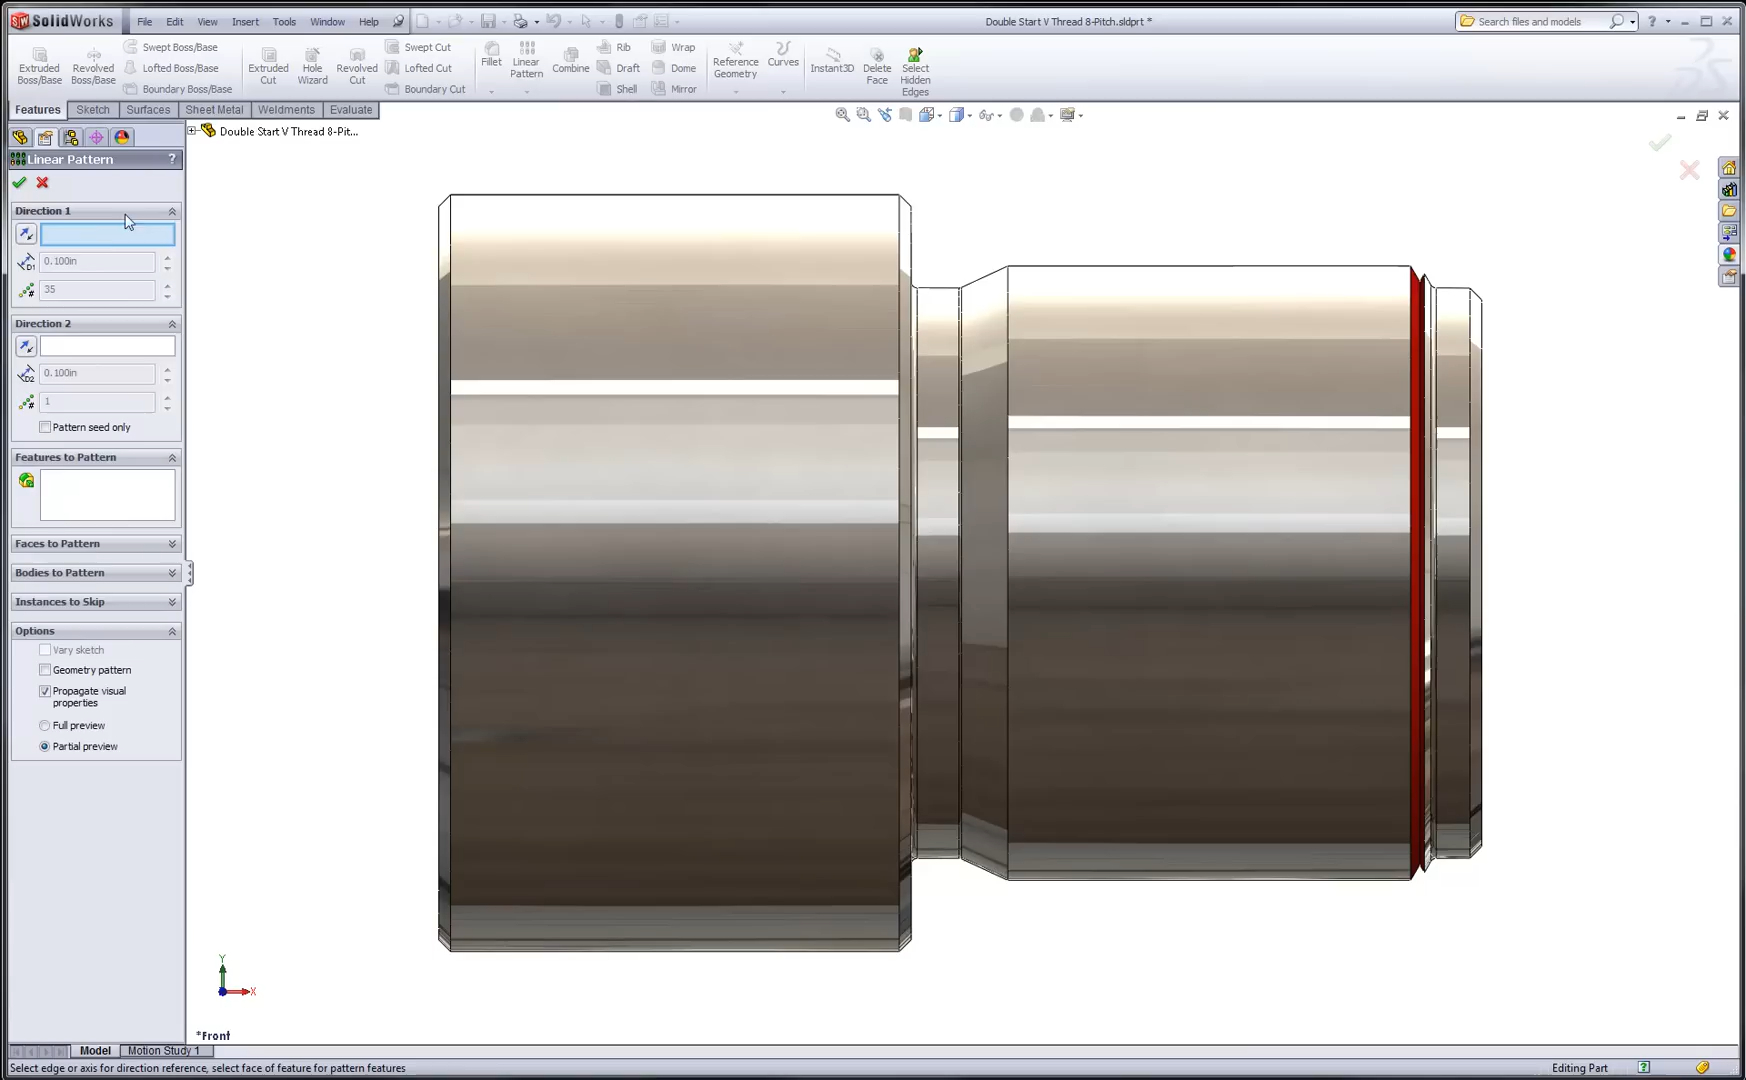 SolidWorks File Edit View Insert Tools Window Help Double Start V Thread 8-Pitch.sldprt * Search files and models
Extruded Boss/Base
Revolved Boss/Base
Swept Boss/Base
Lofted Boss/Base
Boundary Boss/Base
Extruded Cut
Hole Wizard
Revolved Cut
Swept Cut
Lofted Cut
Boundary Cut
Fillet
Linear Pattern
Combine
Rib
Draft
Shell
Wrap
Dome
Mirror
Reference Geometry
Curves
Instant3D
Delete Face
Select Hidden Edges
Features Sketch Surfaces Sheet Metal Weldments Evaluate
Double Start V Thread 8-Pit...
Linear Pattern ?
Direction 1
D1 0.100in
# 35
Direction 2
D2 0.100in
# 1
Pattern seed only
Features to Pattern
Faces to Pattern
Bodies to Pattern
Instances to Skip
Options
Vary sketch
Geometry pattern
Propagate visual
properties
Full preview
Partial preview
Y
X
*Front
Model Motion Study 1
Select edge or axis for direction reference, select face of feature for pattern features Editing Part ?